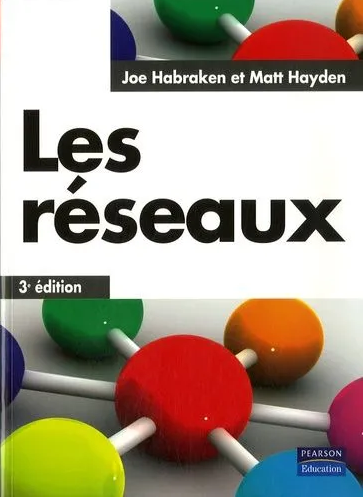 Joe Habraken et Matt Hayden
Les
réseaux
3e édition
PEARSON
Education